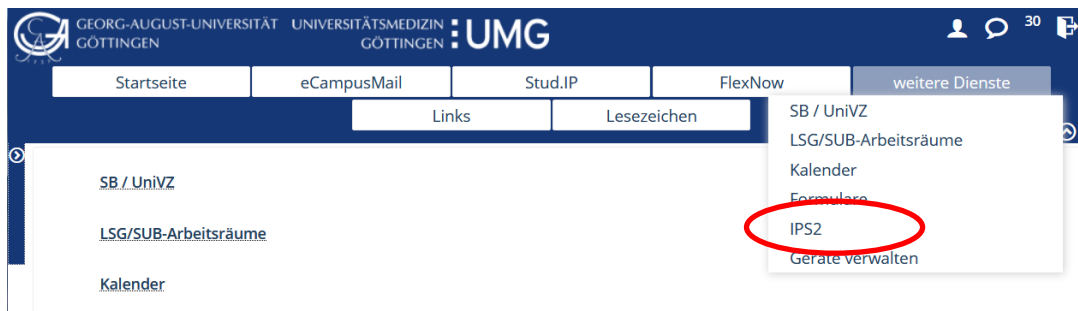 GEORG-AUGUST-UNIVERSITÄT UNIVERSITÄTSMEDIZIN
GÖTTINGEN GÖTTINGEN UMG
30
Startseite eCampusMail Stud.IP FlexNow weitere Dienste
Links Lesezeichen
SB / UniVZ
LSG/SUB-Arbeitsräume
Kalender
Formulare
IPS2
Geräte verwalten
SB / UniVZ
LSG/SUB-Arbeitsräume
Kalender